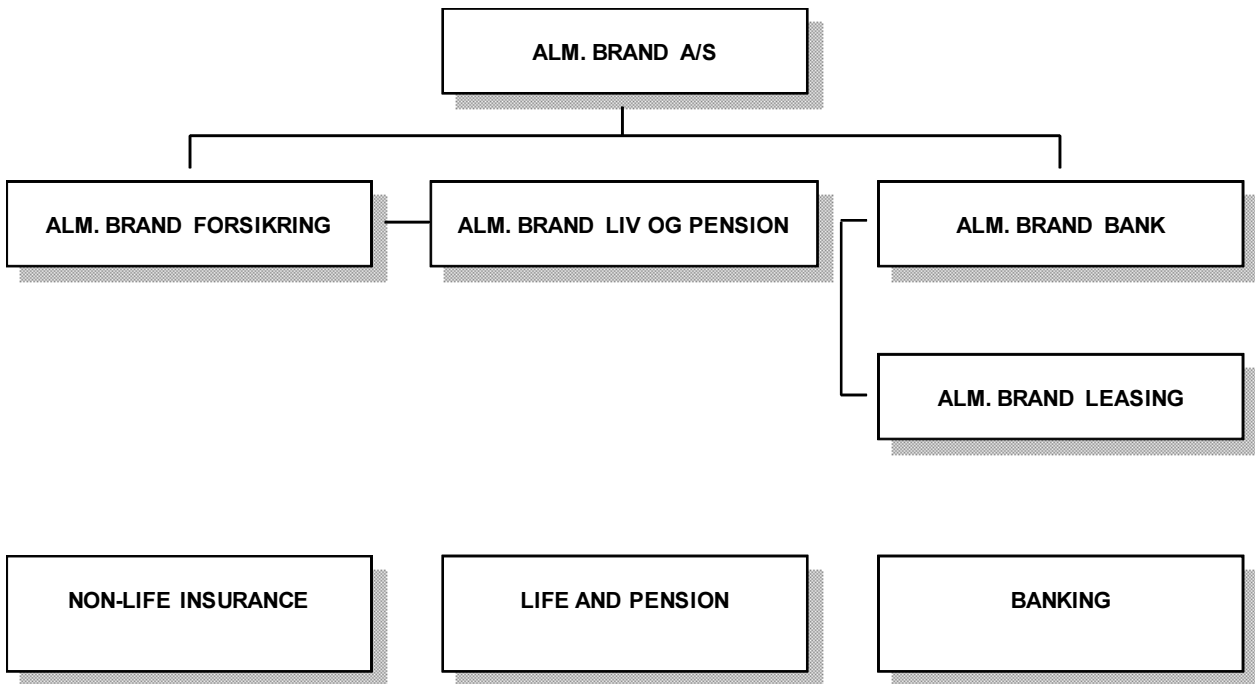 ALM. BRAND A/S
ALM. BRAND FORSIKRING
ALM. BRAND LIV OG PENSION
ALM. BRAND BANK
ALM. BRAND LEASING
NON-LIFE INSURANCE
LIFE AND PENSION
BANKING